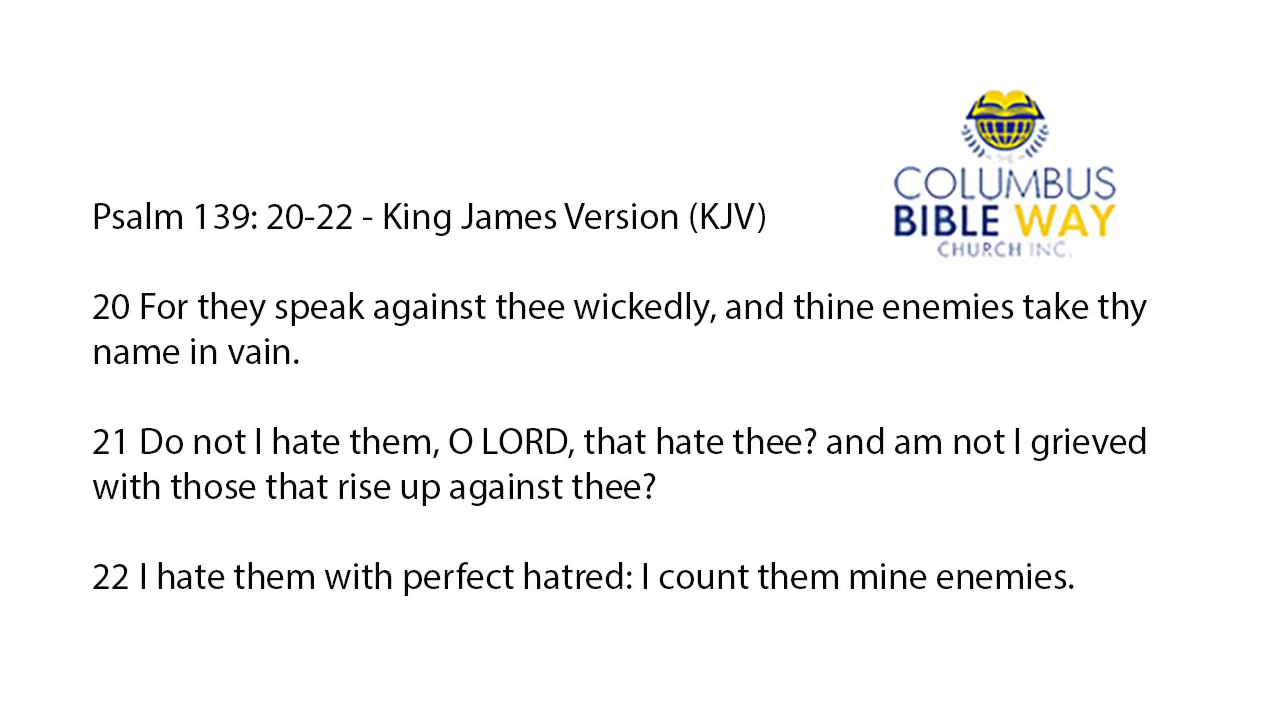 COLUMBUS
BIBLE WAY
CHURCH INC.
Psalm 139: 20-22 - King James Version (KJV)
20 For they speak against thee wickedly, and thine enemies take thy
name in vain.
21 Do not I hate them, O LORD, that hate thee? and am not I grieved
with those that rise up against thee?
22 I hate them with perfect hatred: I count them mine enemies.